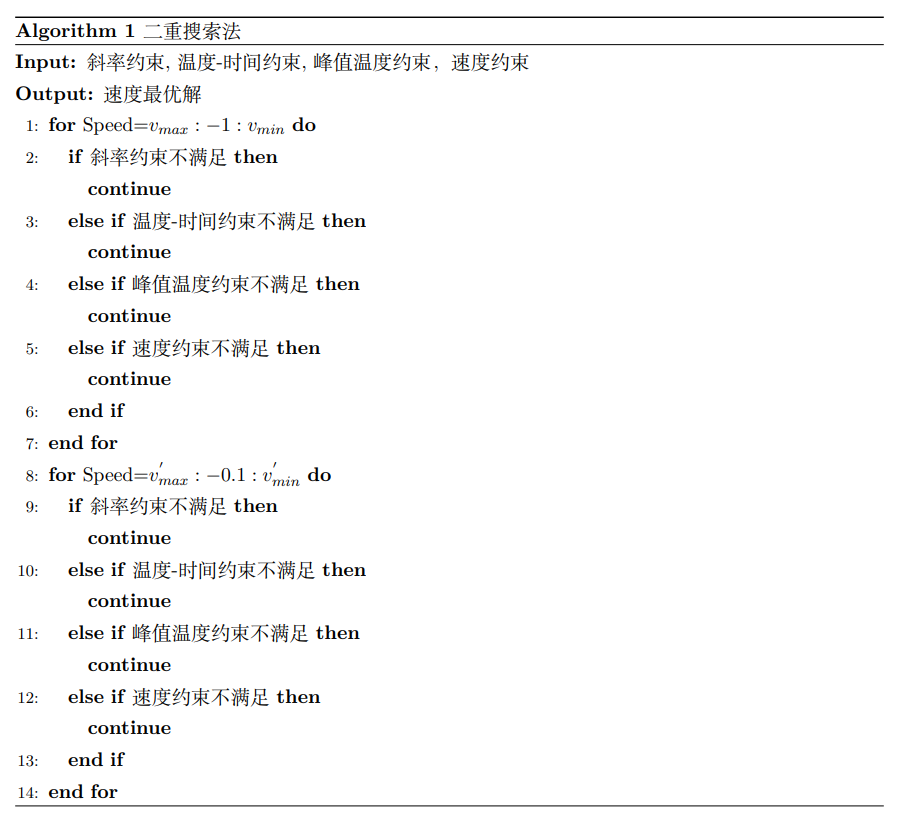 Algorithm 1 二重搜索法
Input: 斜率约束, 温度-时间约束, 峰值温度约束, 速度约束
Output: 速度最优解
1: for Speed=v_max : −1 : v_min do
2: if 斜率约束不满足 then
continue
3: else if 温度-时间约束不满足 then
continue
4: else if 峰值温度约束不满足 then
continue
5: else if 速度约束不满足 then
continue
6: end if
7: end for
8: for Speed=v'_max : −0.1 : v'_min do
9: if 斜率约束不满足 then
continue
10: else if 温度-时间约束不满足 then
continue
11: else if 峰值温度约束不满足 then
continue
12: else if 速度约束不满足 then
continue
13: end if
14: end for